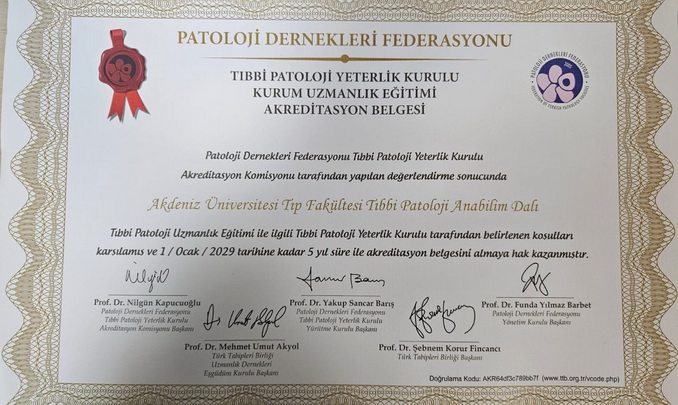 PATOLOJİ DERNEKLERİ FEDERASYONU
TIBBİ PATOLOJİ YETERLİK KURULU
KURUM UZMANLIK EĞİTİMİ
AKREDİTASYON BELGESİ
Patoloji Dernekleri Federasyonu Tıbbi Patoloji Yeterlik Kurulu
Akreditasyon Komisyonu tarafından yapılan değerlendirme sonucunda
Akdeniz Üniversitesi Tıp Fakültesi Tıbbi Patoloji Anabilim Dalı
Tıbbi Patoloji Uzmanlık Eğitimi ile ilgili Tıbbi Patoloji Yeterlik Kurulu tarafından belirlenen koşulları
karşılamış ve 1 / Ocak / 2029 tarihine kadar 5 yıl süre ile akreditasyon belgesini almaya hak kazanmıştır.
Prof. Dr. Nilgün Kapucuoğlu
Patoloji Dernekleri Federasyonu
Tıbbi Patoloji Yeterlik Kurulu
Akreditasyon Komisyonu Başkanı
Prof. Dr. Yakup Sancar Barış
Patoloji Dernekleri Federasyonu
Tıbbi Patoloji Yeterlik Kurulu
Yürütme Kurulu Başkanı
Prof. Dr. Funda Yılmaz Barbet
Patoloji Dernekleri Federasyonu
Yönetim Kurulu Başkanı
Prof. Dr. Mehmet Umut Akyol
Türk Tabipleri Birliği
Uzmanlık Dernekleri
Eşgüdüm Kurulu Başkanı
Prof. Dr. Şebnem Korur Fincancı
Türk Tabipleri Birliği
Merkez Konseyi Başkanı
Doğrulama Kodu: AKR64df3c789bb7f (www.ttb.org.tr/vcode.php)